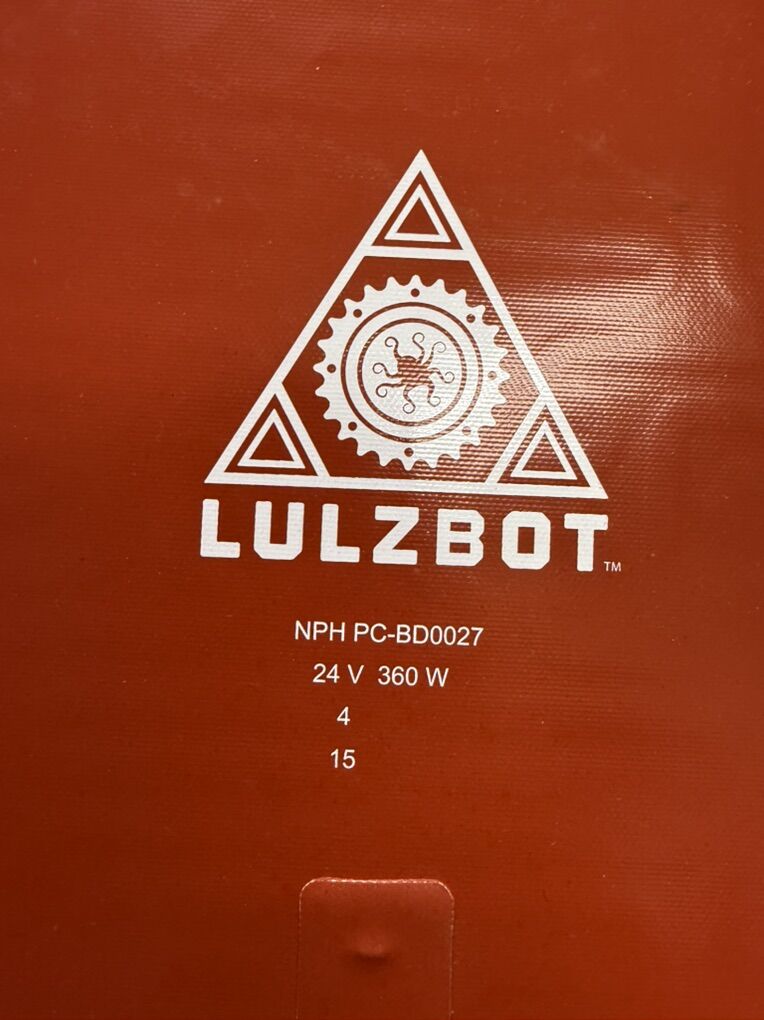 LULZBOT™
NPH PC-BD0027
24 V 360 W
4
15